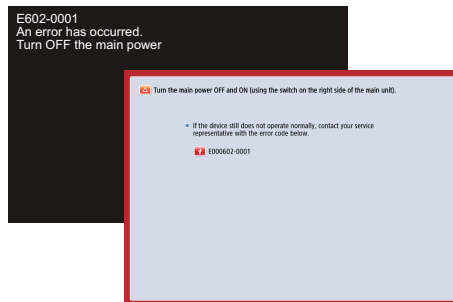 E602-0001
An error has occurred.
Turn OFF the main power
Turn the main power OFF and ON (using the switch on the right side of the main unit).
If the device still does not operate normally, contact your service
representative with the error code below.
E000602-0001